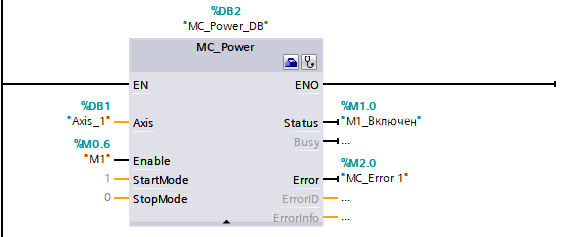 %DB2
"MC_Power_DB"
MC_Power
EN
ENO
%DB1
"Axis_1"
Axis
%M1.0
Status
"M1_Включен"
Busy
...
%M0.6
"M1"
Enable
%M2.0
1
StartMode
Error
"MC_Error 1"
0
StopMode
ErrorID
...
ErrorInfo
...